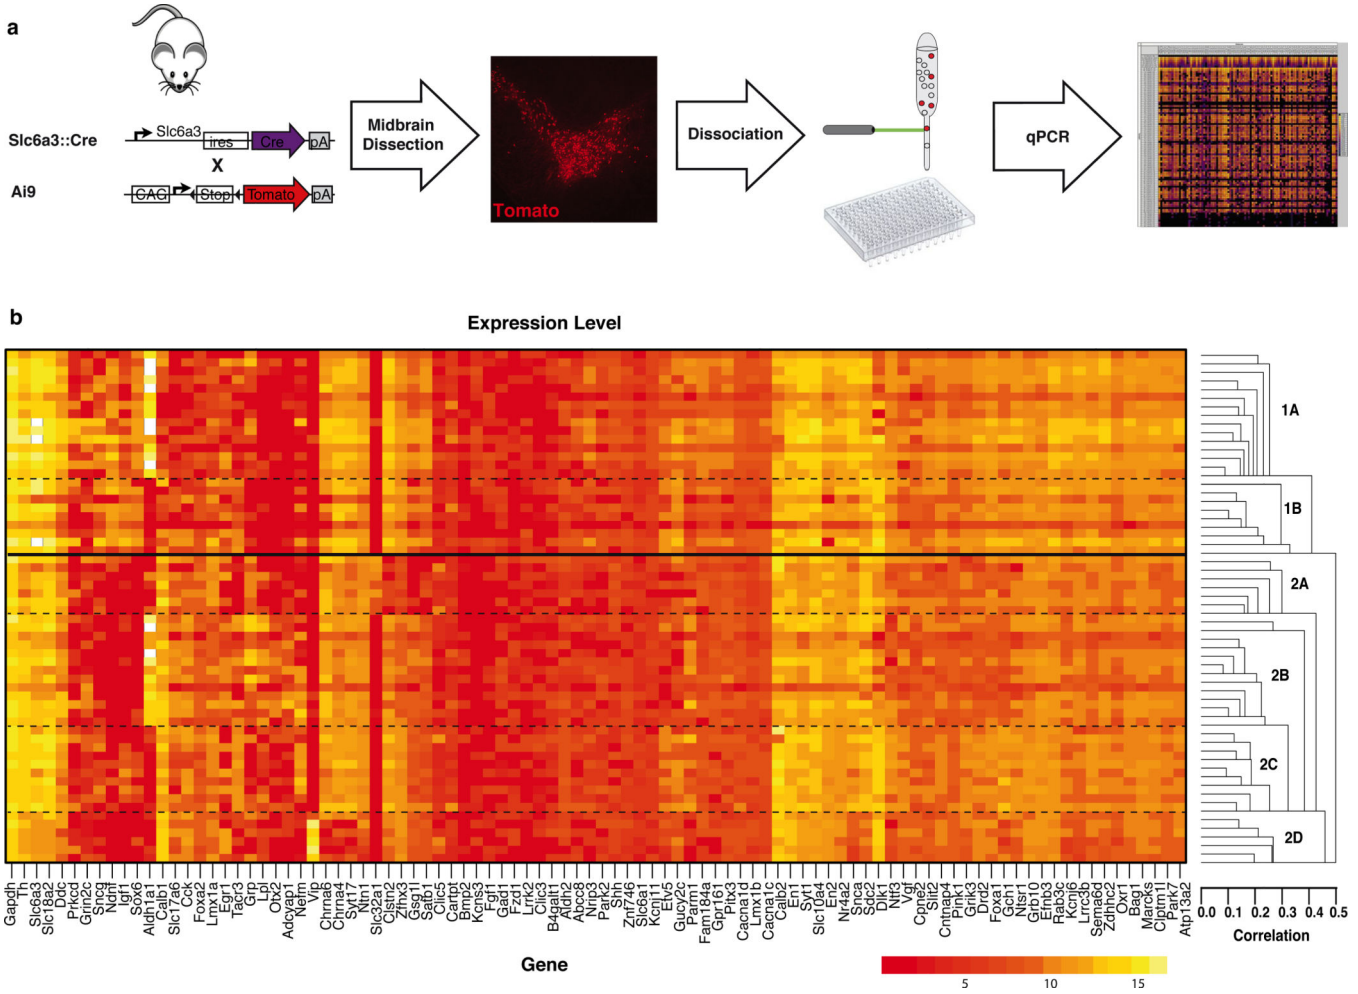 a
Slc6a3::Cre
Slc6a3
ires
Cre
pA
X
Ai9
CAG
Stop
Tomato
pA
Midbrain
Dissection
Tomato
Dissociation
qPCR
b
Expression Level
1A
1B
2A
2B
2C
2D
Gapdh
Th
Slc6a3
Slc18a2
Ddc
Prkcd
Grin2c
Sncg
Ndnf
Igf1
Sox6
Aldh1a1
Calb1
Slc17a6
Cck
Foxa2
Lmx1a
Egr1
Tacr3
Grp
Lpl
Otx2
Adcyap1
Nefm
Vip
Chrna6
Chrna4
Syt17
Ntn1
Slc32a1
Clstn2
Zfhx3
Gsg1l
Satb1
Clic5
Cartpt
Bmp2
Kcns3
Fgf1
Gad1
Fzd1
Lrrk2
Clic3
B4galt1
Aldh2
Abcc8
Nrip3
Park2
Shh
Znf746
Slc6a1
Kcnj11
Etv5
Gucy2c
Parm1
Fam184a
Gpr161
Pitx3
Cacna1d
Lmx1b
Cacna1c
Calb2
En1
Syt1
Slc10a4
En2
Nr4a2
Snca
Sdc2
Dlk1
Ntf3
Vgf
Cpne2
Slit2
Cntnap4
Pink1
Grik3
Drd2
Foxa1
Gch1
Ntsr1
Grb10
Efnb3
Rab3c
Kcnj6
Lrrc3b
Sema6d
Zdhhc2
Oxr1
Bag1
Marcks
Clptm1l
Park7
Atp13a2
Gene
0.0 0.1 0.2 0.3 0.4 0.5
Correlation
5 10 15